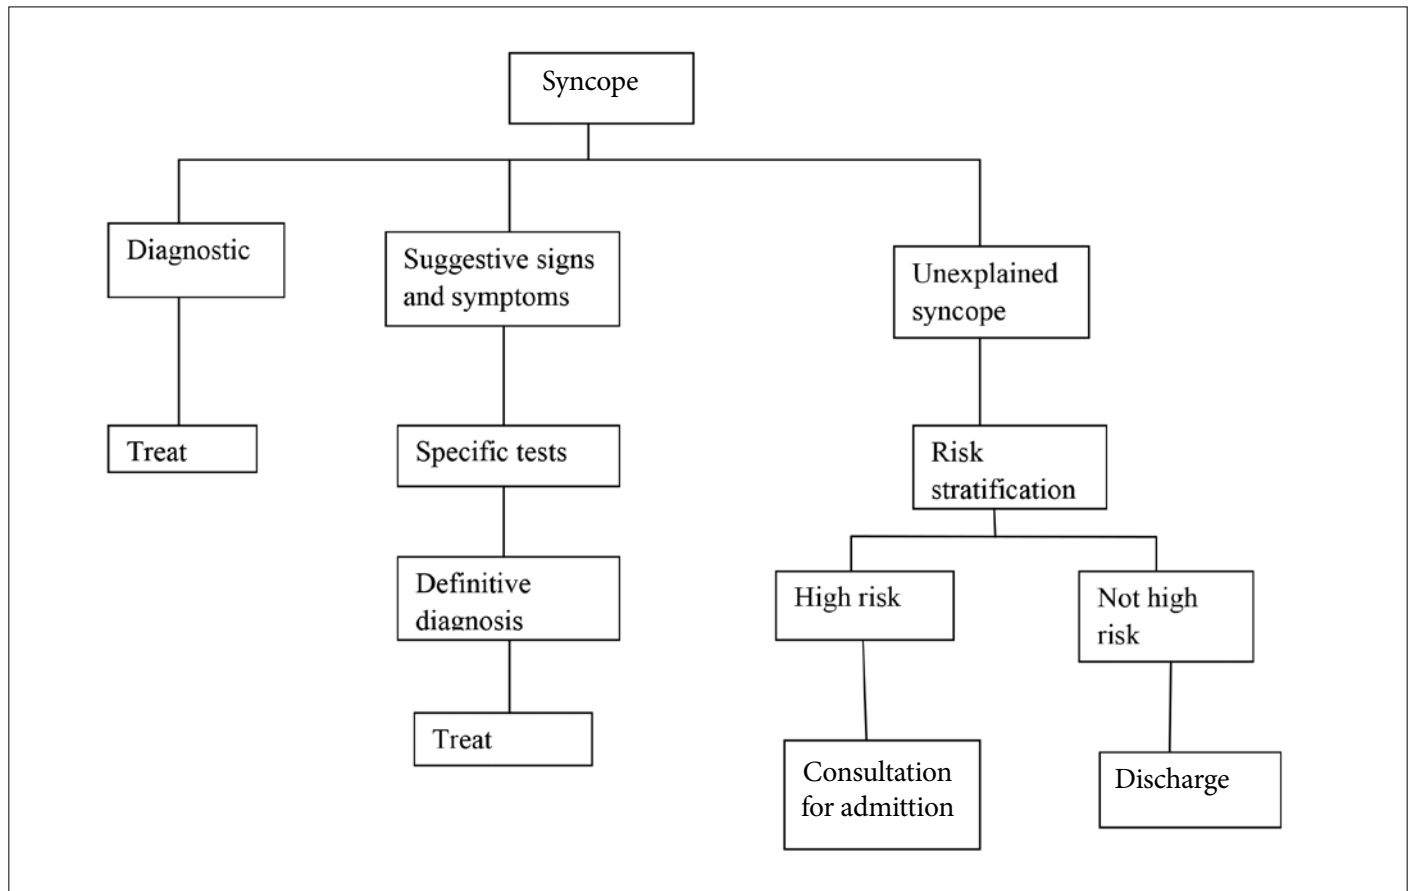 Syncope
Diagnostic
Suggestive signs
and symptoms
Unexplained
syncope
Treat
Specific tests
Risk
stratification
Definitive
diagnosis
High risk
Not high
risk
Treat
Consultation
for admittion
Discharge